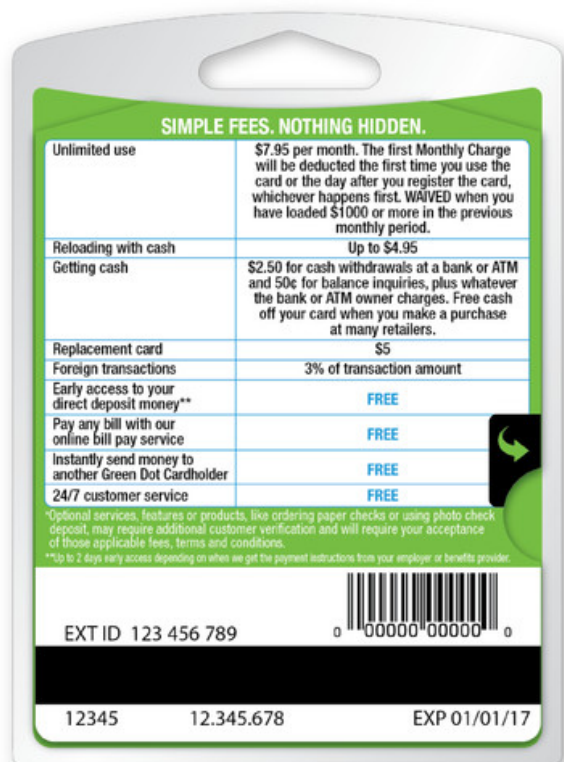 SIMPLE FEES. NOTHING HIDDEN.
Unlimited use
$7.95 per month. The first Monthly Charge
will be deducted the first time you use the
card or the day after you register the card,
whichever happens first. WAIVED when you
have loaded $1000 or more in the previous
monthly period.
Reloading with cash
Up to $4.95
Getting cash
$2.50 for cash withdrawals at a bank or ATM
and 50¢ for balance inquiries, plus whatever
the bank or ATM owner charges. Free cash
off your card when you make a purchase
at many retailers.
Replacement card
$5
Foreign transactions
3% of transaction amount
Early access to your
direct deposit money**
FREE
Pay any bill with our
online bill pay service
FREE
Instantly send money to
another Green Dot Cardholder
FREE
24/7 customer service
FREE
*Optional services, features or products, like ordering paper checks or using photo check
deposit, may require additional customer verification and will require your acceptance
of those applicable fees, terms and conditions.
**Up to 2 days early access depending on when we get the payment instructions from your employer or benefits provider.
EXT ID 123 456 789
0 00000 00000 0
12345 12.345.678 EXP 01/01/17